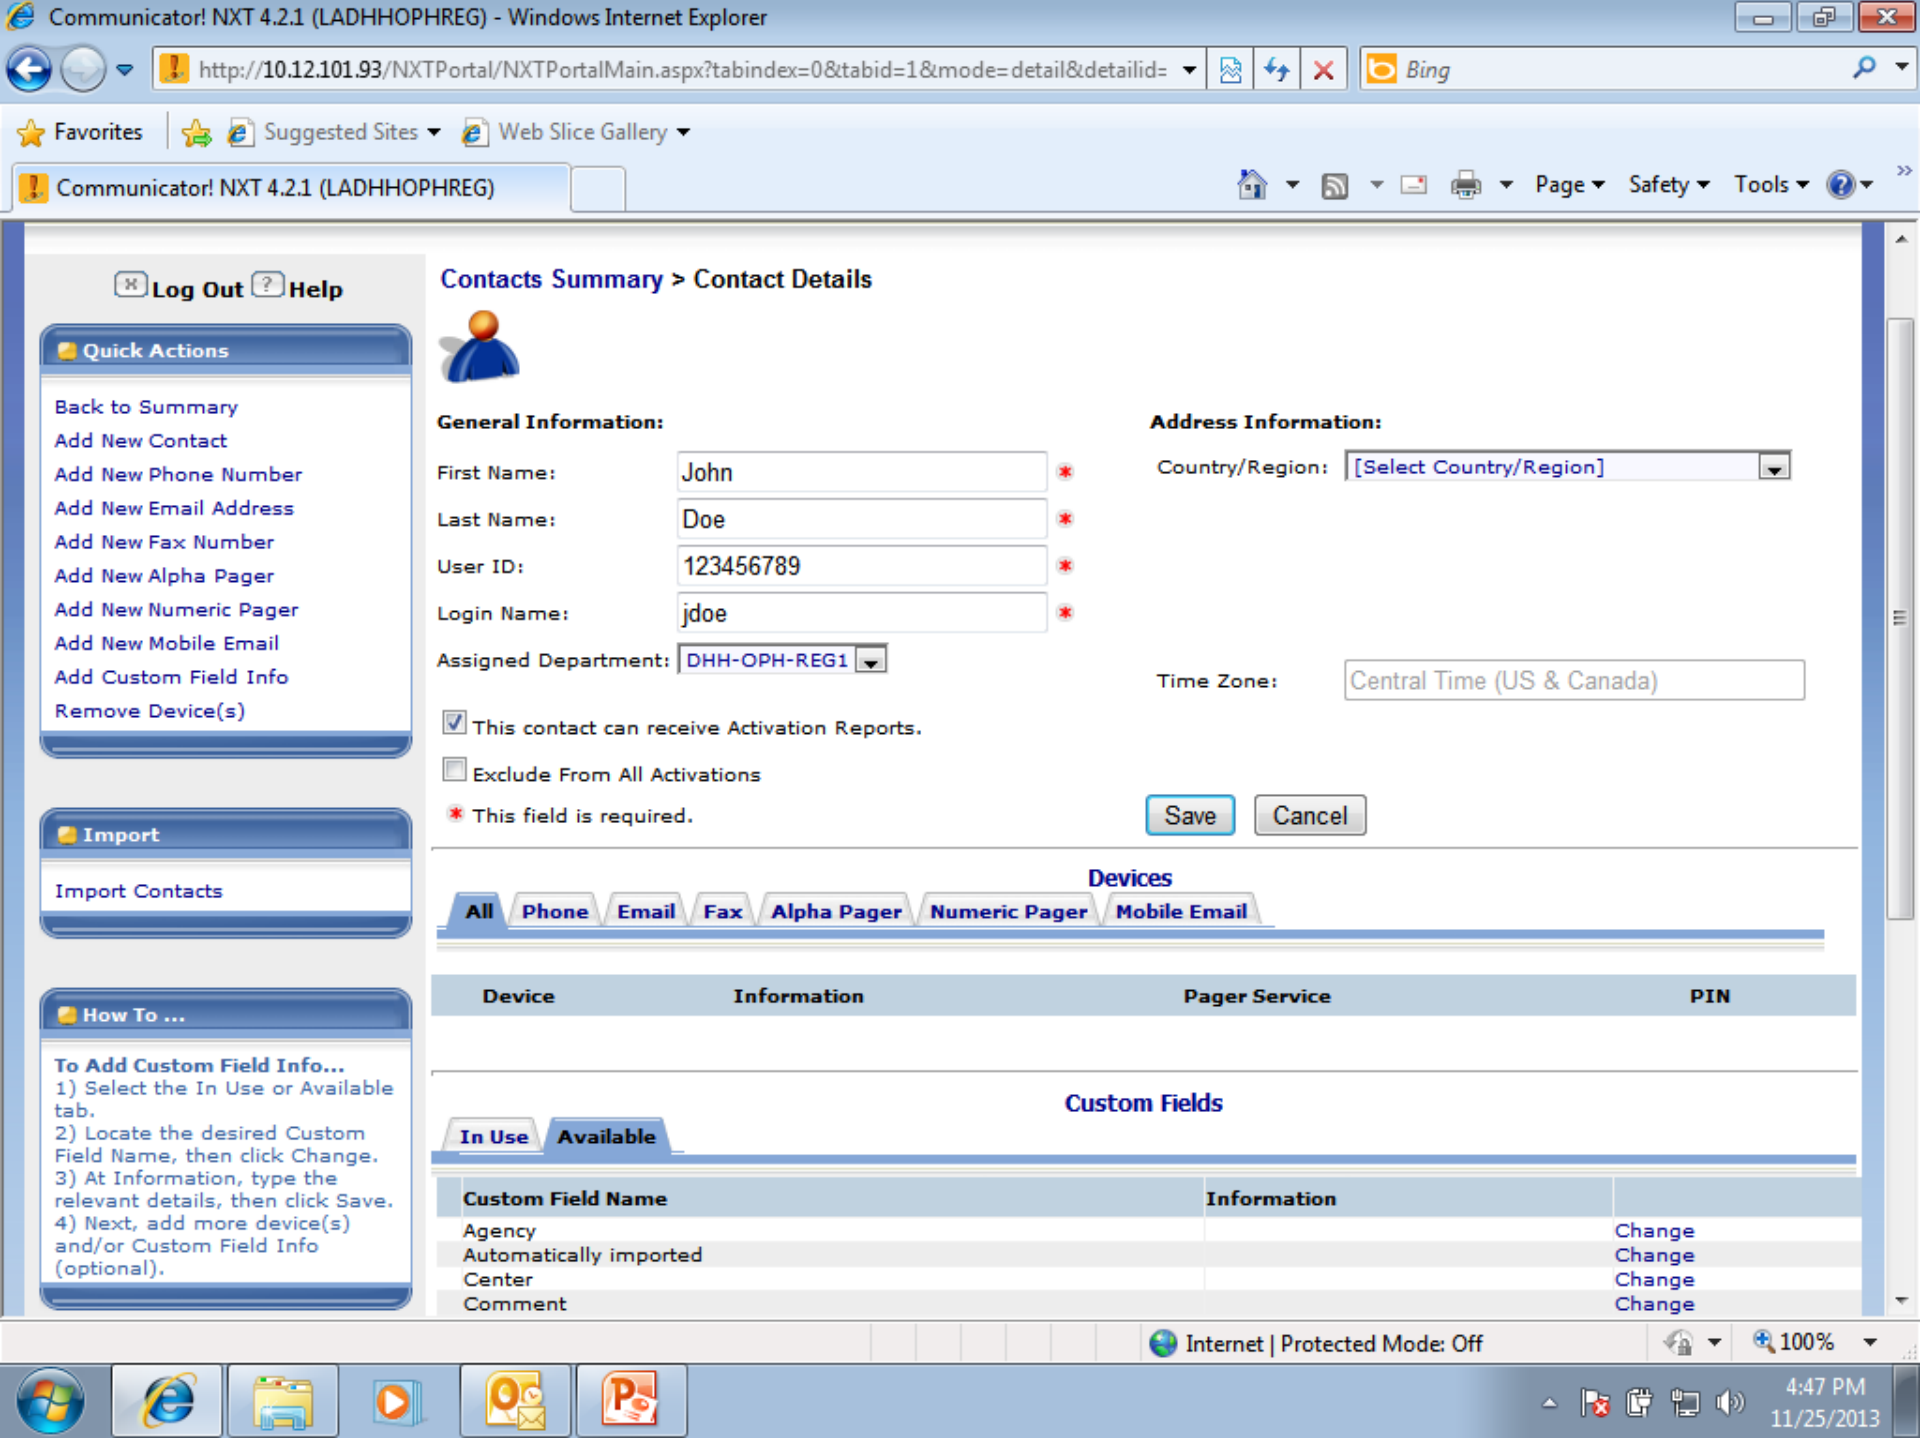 Communicator! NXT 4.2.1 (LADHHOPHREG) - Windows Internet Explorer
http://10.12.101.93/NXTPortal/NXTPortalMain.aspx?tabindex=0&tabid=1&mode=detail&detailid=
Bing
Favorites
Suggested Sites
Web Slice Gallery
Communicator! NXT 4.2.1 (LADHHOPHREG)
Page
Safety
Tools
Log Out
Help
Quick Actions
Back to Summary
Add New Contact
Add New Phone Number
Add New Email Address
Add New Fax Number
Add New Alpha Pager
Add New Numeric Pager
Add New Mobile Email
Add Custom Field Info
Remove Device(s)
Import
Import Contacts
How To ...
To Add Custom Field Info...
1) Select the In Use or Available
tab.
2) Locate the desired Custom
Field Name, then click Change.
3) At Information, type the
relevant details, then click Save.
4) Next, add more device(s)
and/or Custom Field Info
(optional).
Contacts Summary > Contact Details
General Information:
First Name: John *
Last Name: Doe *
User ID: 123456789 *
Login Name: jdoe *
Assigned Department: DHH-OPH-REG1
This contact can receive Activation Reports.
Exclude From All Activations
* This field is required.
Address Information:
Country/Region: [Select Country/Region]
Time Zone: Central Time (US & Canada)
Save Cancel
Devices
All Phone Email Fax Alpha Pager Numeric Pager Mobile Email
Device Information Pager Service PIN
Custom Fields
In Use Available
Custom Field Name Information
Agency Change
Automatically imported Change
Center Change
Comment Change
Internet | Protected Mode: Off
100%
4:47 PM
11/25/2013